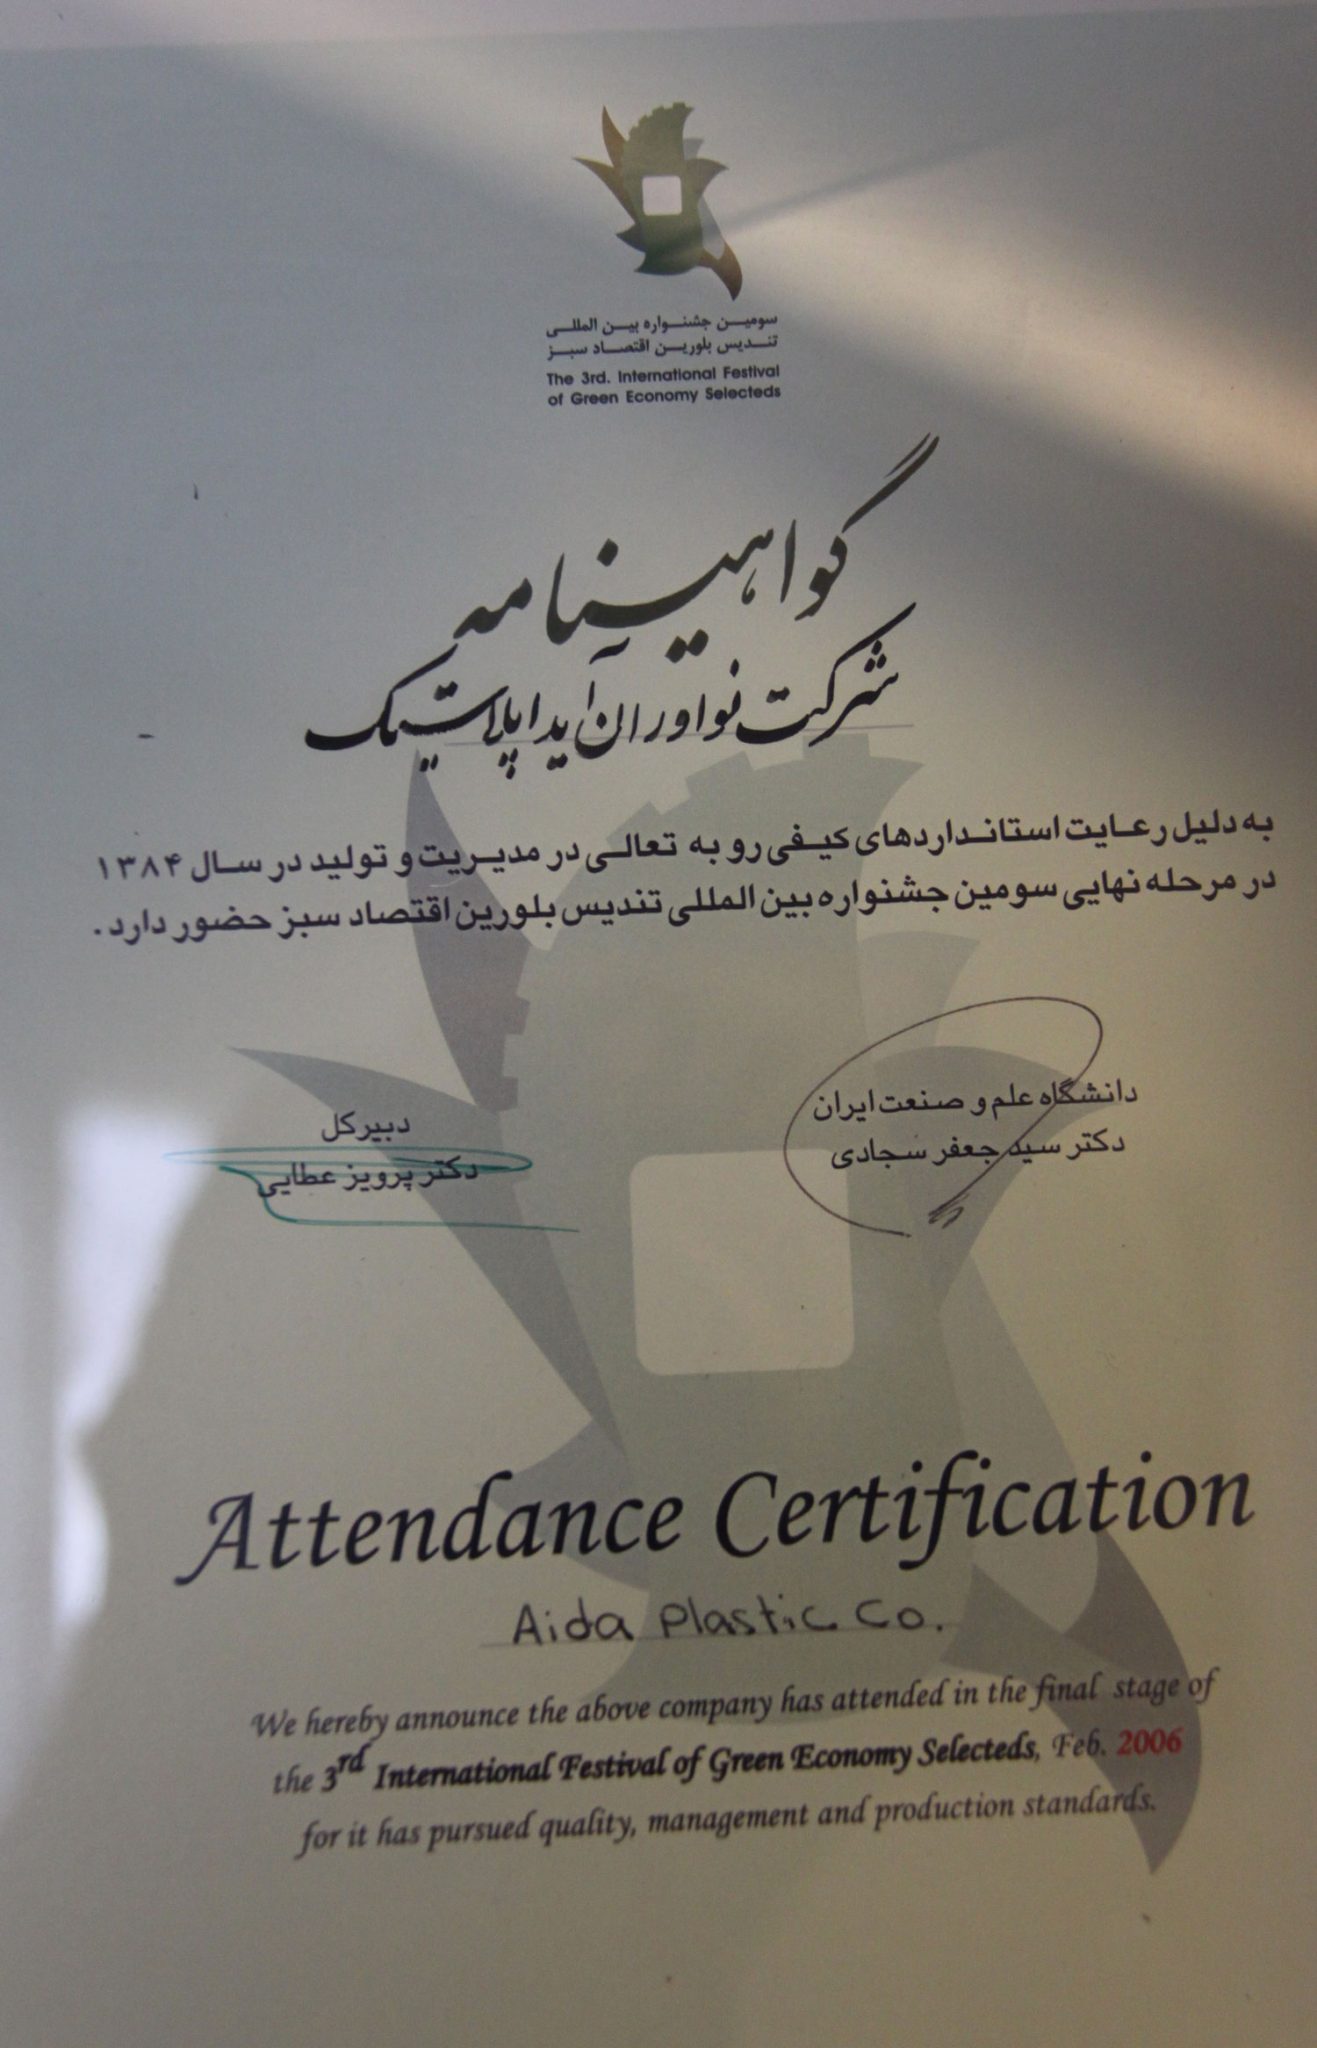 سومین جشنواره بین المللی
تندیس بلورین اقتصاد سبز
The 3rd. International Festival
of Green Economy Selecteds
گواهینامه
شرکت نوآوران آیدا پلاستیک
به دلیل رعایت استانداردهای کیفی رو به تعالی در مدیریت و تولید در سال ۱۳۸۴
در مرحله نهایی سومین جشنواره بین المللی تندیس بلورین اقتصاد سبز حضور دارد.
دانشگاه علم و صنعت ایران
دکتر سید جعفر سجادی
دبیرکل
دکتر پرویز عطایی
Attendance Certification
Aida Plastic Co.
We hereby announce the above company has attended in the final stage of
the 3rd International Festival of Green Economy Selecteds, Feb. 2006
for it has pursued quality, management and production standards.